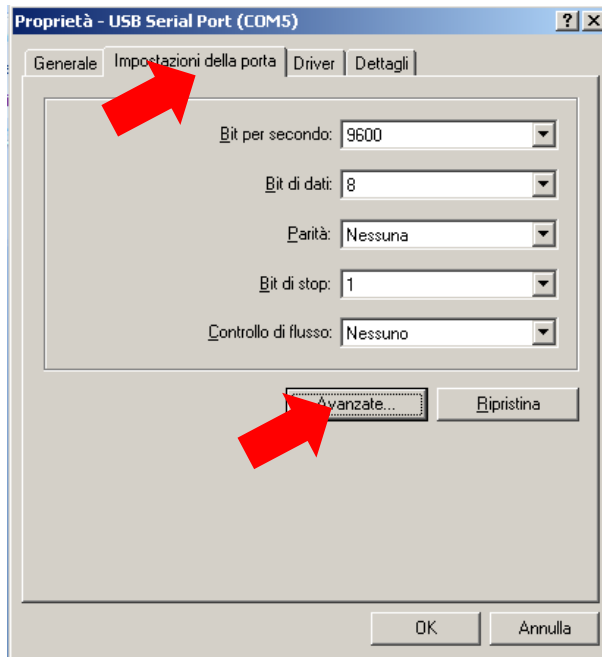 Proprietà - USB Serial Port (COM5)
Generale Impostazioni della porta Driver Dettagli
Bit per secondo: 9600
Bit di dati: 8
Parità: Nessuna
Bit di stop: 1
Controllo di flusso: Nessuno
Avanzate... Ripristina
OK Annulla